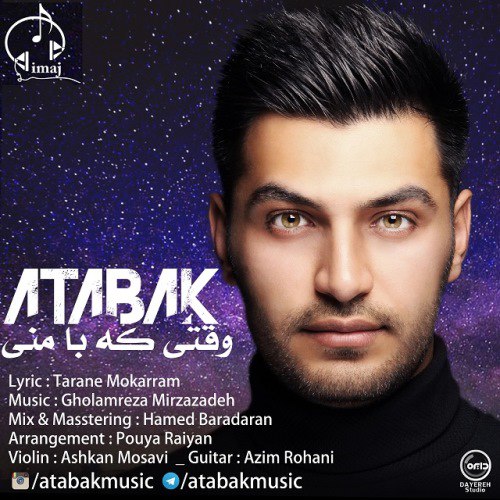 imaj
ATABAK
وقتی که با منی
Lyric : Tarane Mokarram
Music : Gholamreza Mirzazadeh
Mix & Masstering : Hamed Baradaran
Arrangement : Pouya Raiyan
Violin : Ashkan Mosavi _ Guitar : Azim Rohani
/atabakmusic /atabakmusic
DAYEREH
Studio